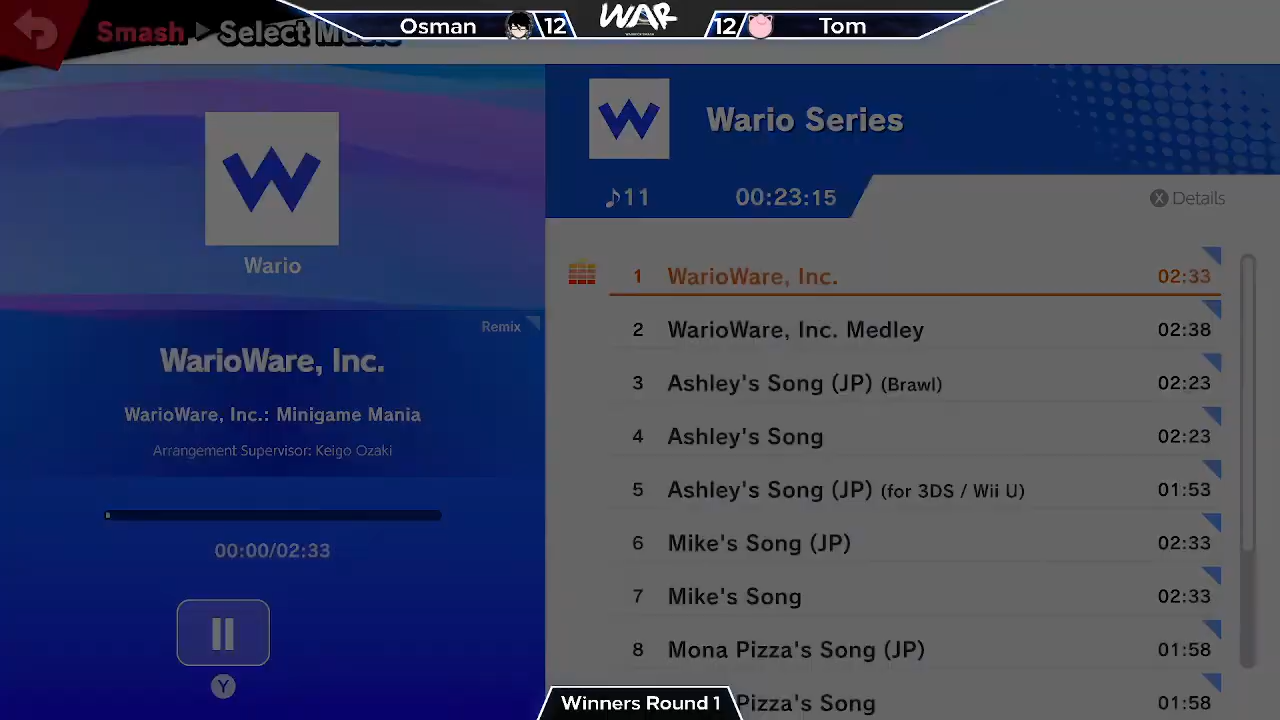 Osman 12 WAR 12 Tom
Smash Select Music
Wario Series
♪11 00:23:15
X Details
Wario
Remix
WarioWare, Inc.
WarioWare, Inc.: Minigame Mania
Arrangement Supervisor: Keigo Ozaki
00:00/02:33
Y
1 WarioWare, Inc. 02:33
2 WarioWare, Inc. Medley 02:38
3 Ashley's Song (JP) (Brawl) 02:23
4 Ashley's Song 02:23
5 Ashley's Song (JP) (for 3DS / Wii U) 01:53
6 Mike's Song (JP) 02:33
7 Mike's Song 02:33
8 Mona Pizza's Song (JP) 01:58
Pizza's Song 01:58
Winners Round 1